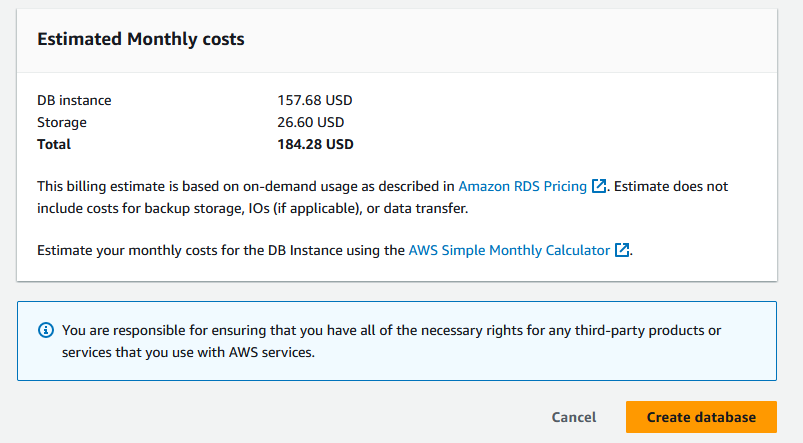 Estimated Monthly costs
DB instance 157.68 USD
Storage 26.60 USD
Total 184.28 USD
This billing estimate is based on on-demand usage as described in Amazon RDS Pricing. Estimate does not
include costs for backup storage, IOs (if applicable), or data transfer.
Estimate your monthly costs for the DB Instance using the AWS Simple Monthly Calculator.
You are responsible for ensuring that you have all of the necessary rights for any third-party products or
services that you use with AWS services.
Cancel Create database